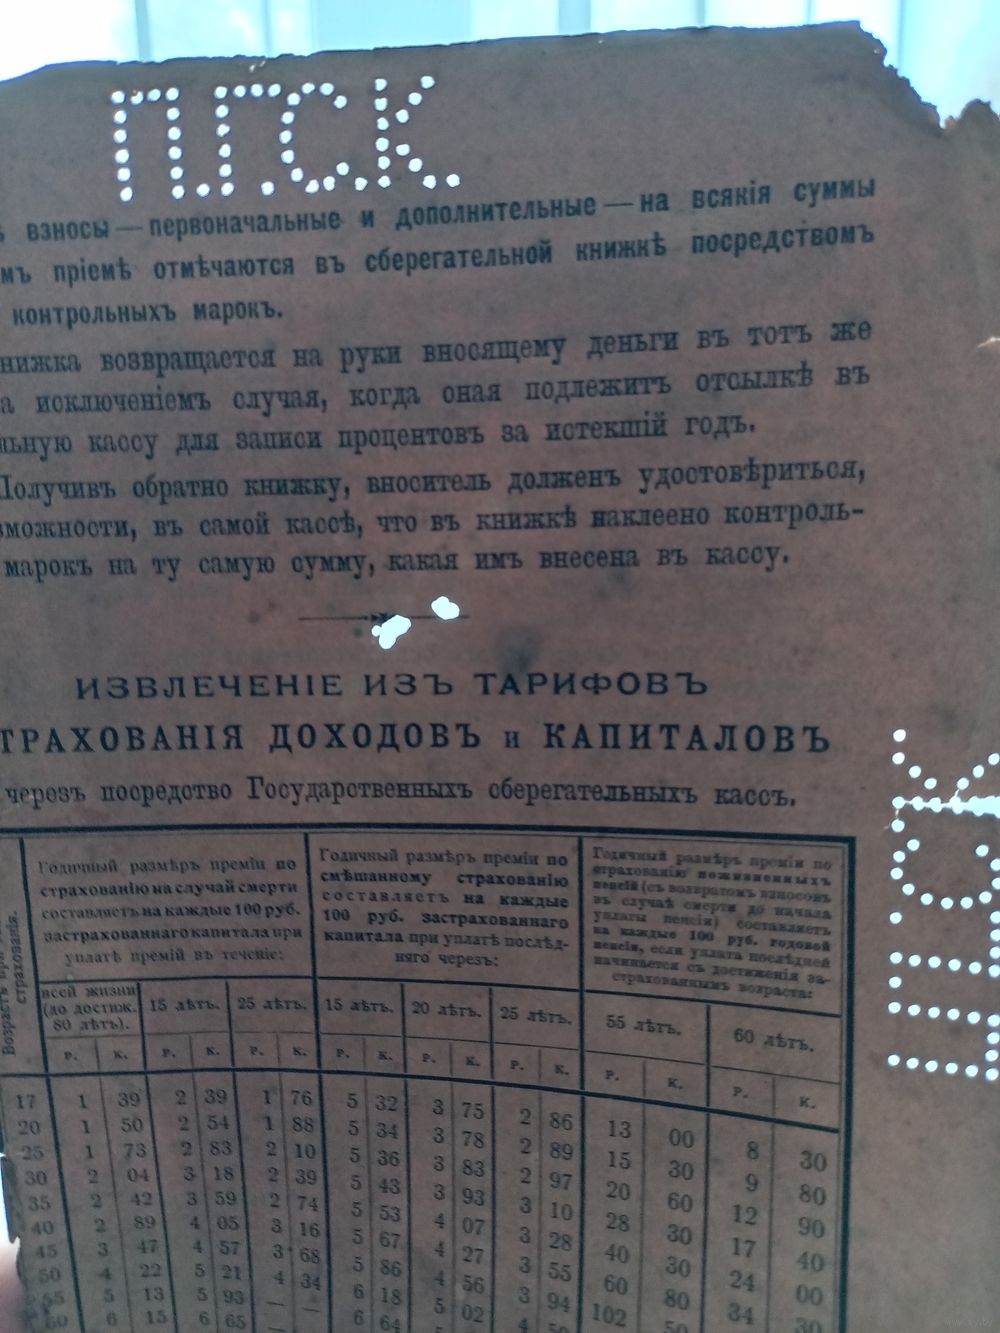 П.Г.С.К.
взносы — первоначальные и дополнительные — на всякія суммы
пріемѣ отмѣчаются въ сберегательной книжкѣ посредствомъ
контрольныхъ марокъ.
нижка возвращается на руки вносящему деньги въ тотъ же
а исключеніемъ случая, когда оная подлежитъ отсылкѣ въ
льную кассу для записи процентовъ за истекшій годъ.
Получивъ обратно книжку, вноситель долженъ удостовѣриться,
зможности, въ самой кассѣ, что въ книжкѣ наклеено контроль-
марокъ на ту самую сумму, какая имъ внесена въ кассу.
ИЗВЛЕЧЕНІЕ ИЗЪ ТАРИФОВЪ
ТРАХОВАНІЯ ДОХОДОВЪ и КАПИТАЛОВЪ
черезъ посредство Государственныхъ сберегательныхъ кассъ.
страхованія.
Годичный размѣръ преміи по
страхованію на случай смерти
составляетъ на каждые 100 руб.
застрахованнаго капитала при
уплатѣ премій въ теченіе:
Годичный размѣръ преміи по
смѣшанному страхованію
составляетъ на каждые
100 руб. застрахованнаго
капитала при уплатѣ послѣд-
няго черезъ:
Годичный размѣръ преміи по
страхованію пожизненныхъ
пенсій (съ возвратомъ взносовъ
въ случаѣ смерти до начала
уплаты пенсіи) составляетъ
на каждые 100 руб. годовой
пенсіи, если уплата послѣдней
начинается съ достиженія за-
страхованнымъ возраста:
всей жизни (до достиж. 80 лѣтъ). 15 лѣтъ. 25 лѣтъ. 15 лѣтъ. 20 лѣтъ. 25 лѣтъ. 55 лѣтъ. 60 лѣтъ.
Р. К. Р. К. Р. К. Р. К. Р. К. Р. К. Р. К. Р. К.
17 1 39 2 39 1 76 5 32 3 75 2 86 13 00 8 30
20 1 50 2 54 1 88 5 34 3 78 2 89 15 30 9 80
25 1 73 2 83 2 10 5 36 3 83 2 97 20 60 12 90
30 2 04 3 18 2 39 5 43 3 93 3 10 28 30 17 40
35 2 42 3 59 2 74 5 53 4 07 3 28 40 30 24 00
40 2 89 4 05 3 16 5 67 4 27 3 55 60 80 34 30
45 3 47 4 57 3 68 5 86 4 56 3 94 102
50 4 22 5 21 4 34 6 18 5 02 4
55 5 13 5 93 — — 6 64
60 6 15 6 65
П.Г.С.К